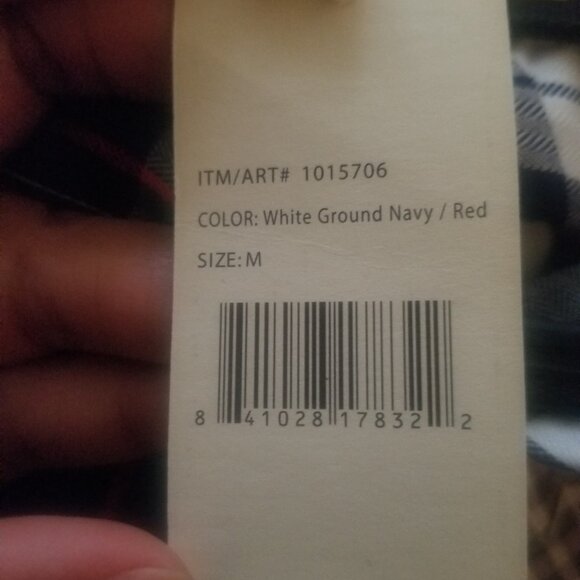 ITM/ART# 1015706
COLOR: White Ground Navy / Red
SIZE: M
8 41028 17832 2